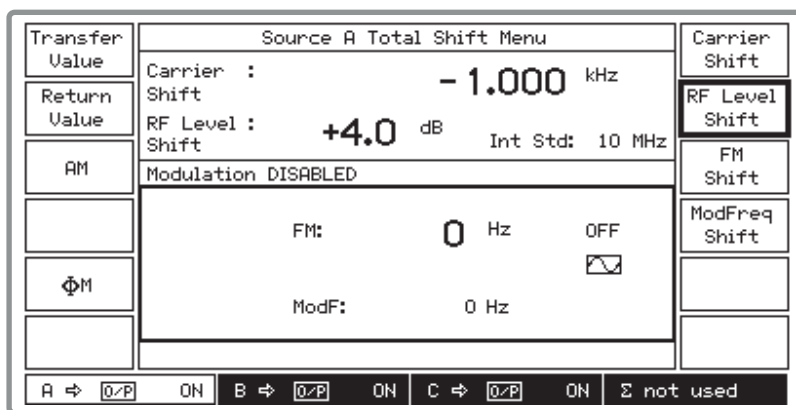 Transfer
Value
Return
Value
AM
ΦM
Source A Total Shift Menu
Carrier :
Shift
-1.000 kHz
RF Level :
Shift
+4.0 dB
Int Std: 10 MHz
Modulation DISABLED
FM: 0 Hz OFF
ModF: 0 Hz
Carrier
Shift
RF Level
Shift
FM
Shift
ModFreq
Shift
A ⇨ O/P ON B ⇨ O/P ON C ⇨ O/P ON Σ not used